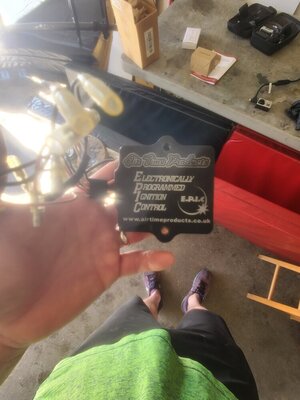 Air Time Products
ELECTRONICALLY
PROGRAMMED
IGNITION
CONTROL
E.P.I.C
www.airtimeproducts.co.uk